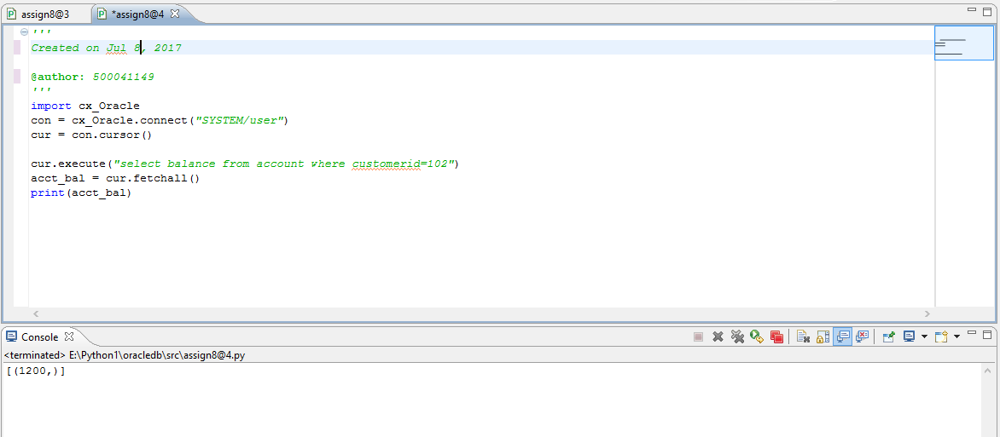 assign8@3
*assign8@4
'''
Created on Jul 8, 2017
@author: 500041149
'''
import cx_Oracle
con = cx_Oracle.connect("SYSTEM/user")
cur = con.cursor()
cur.execute("select balance from account where customerid=102")
acct_bal = cur.fetchall()
print(acct_bal)
Console
<terminated> E:\Python1\oracledb\src\assign8@4.py
[(1200,)]